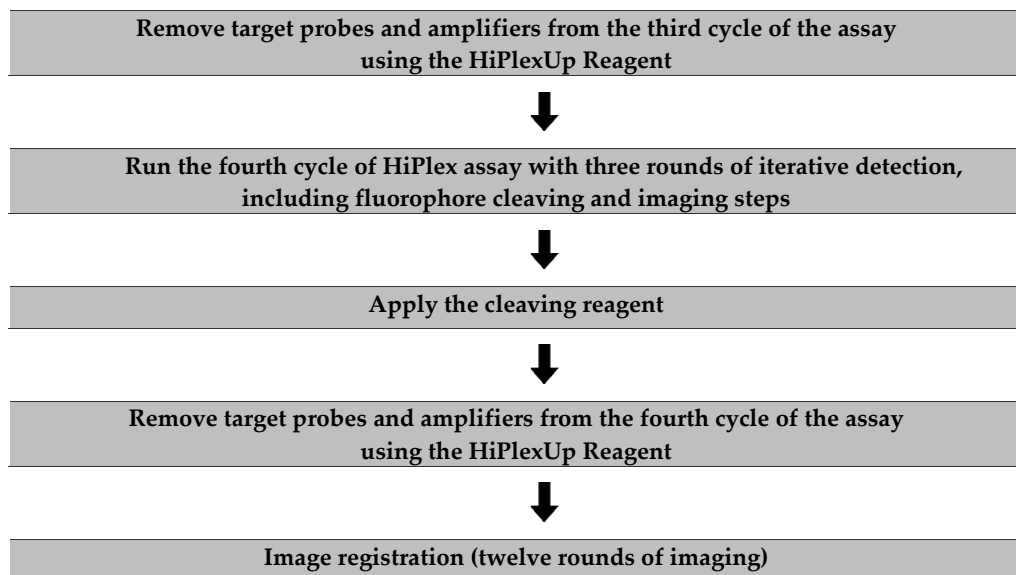 Remove target probes and amplifiers from the third cycle of the assay
using the HiPlexUp Reagent
Run the fourth cycle of HiPlex assay with three rounds of iterative detection,
including fluorophore cleaving and imaging steps
Apply the cleaving reagent
Remove target probes and amplifiers from the fourth cycle of the assay
using the HiPlexUp Reagent
Image registration (twelve rounds of imaging)